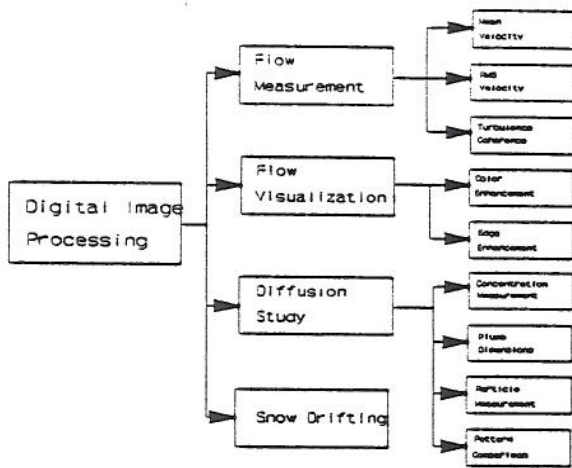 Digital Image
Processing
Flow
Measurement
Flow
Visualization
Diffusion
Study
Snow Drifting
Mean
Velocity
RMS
Velocity
Turbulence
Coherence
Color
Enhancement
Edge
Enhancement
Concentration
Measurement
Plume
Dimensions
Particle
Measurement
Pattern
Comparison